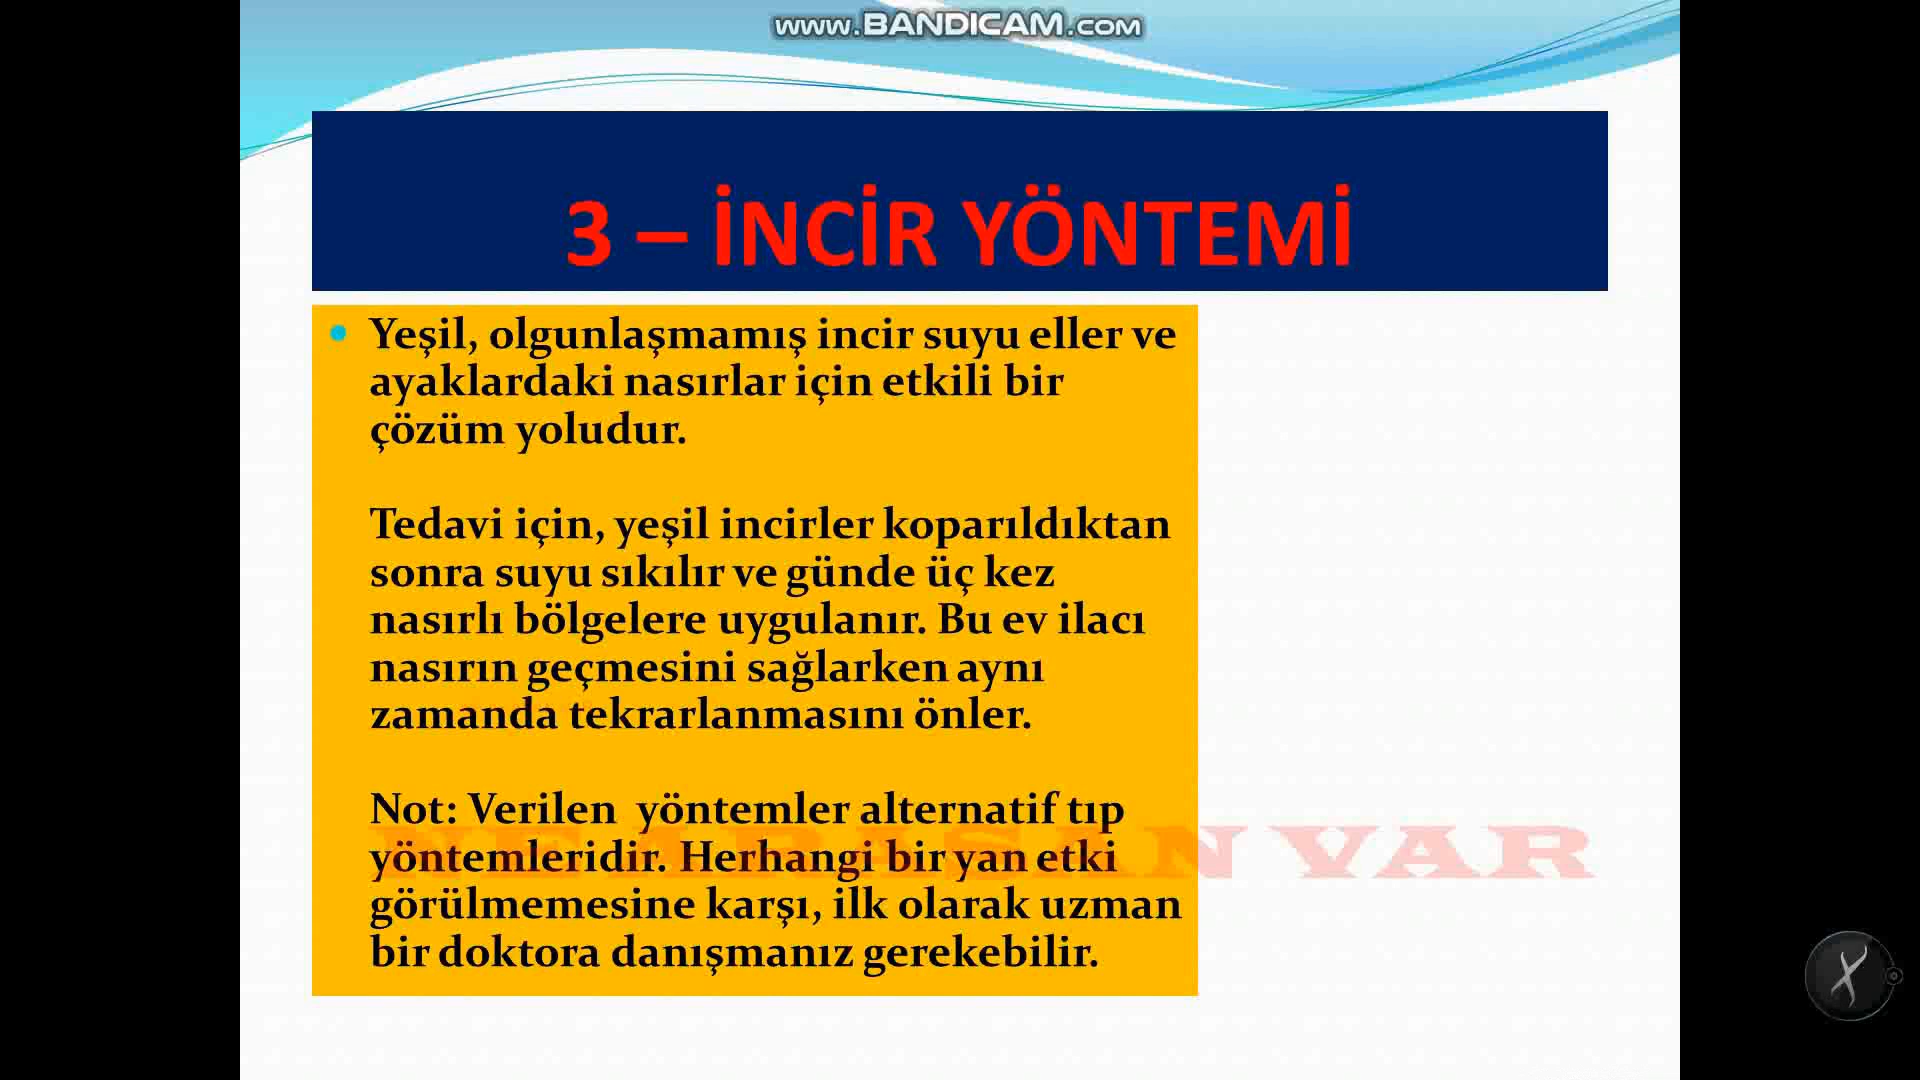 www.BANDICAM.com
3 – İNCİR YÖNTEMİ
Yeşil, olgunlaşmamış incir suyu eller ve
ayaklardaki nasırlar için etkili bir
çözüm yoludur.
Tedavi için, yeşil incirler koparıldıktan
sonra suyu sıkılır ve günde üç kez
nasırlı bölgelere uygulanır. Bu ev ilacı
nasırın geçmesini sağlarken aynı
zamanda tekrarlanmasını önler.
Not: Verilen  yöntemler alternatif tıp
yöntemleridir. Herhangi bir yan etki
görülmemesine karşı, ilk olarak uzman
bir doktora danışmanız gerekebilir.
NE ARASAN VAR